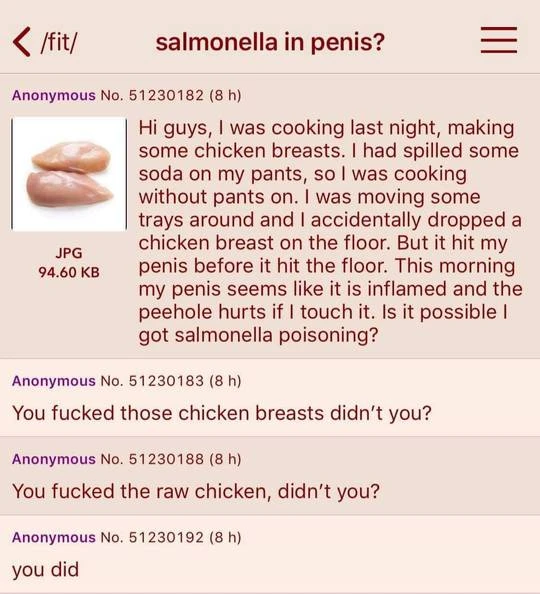 /fit/ salmonella in penis?
Anonymous No. 51230182 (8 h)
Hi guys, I was cooking last night, making
some chicken breasts. I had spilled some
soda on my pants, so I was cooking
without pants on. I was moving some
trays around and I accidentally dropped a
chicken breast on the floor. But it hit my
penis before it hit the floor. This morning
my penis seems like it is inflamed and the
peehole hurts if I touch it. Is it possible I
got salmonella poisoning?
JPG
94.60 KB
Anonymous No. 51230183 (8 h)
You fucked those chicken breasts didn't you?
Anonymous No. 51230188 (8 h)
You fucked the raw chicken, didn't you?
Anonymous No. 51230192 (8 h)
you did